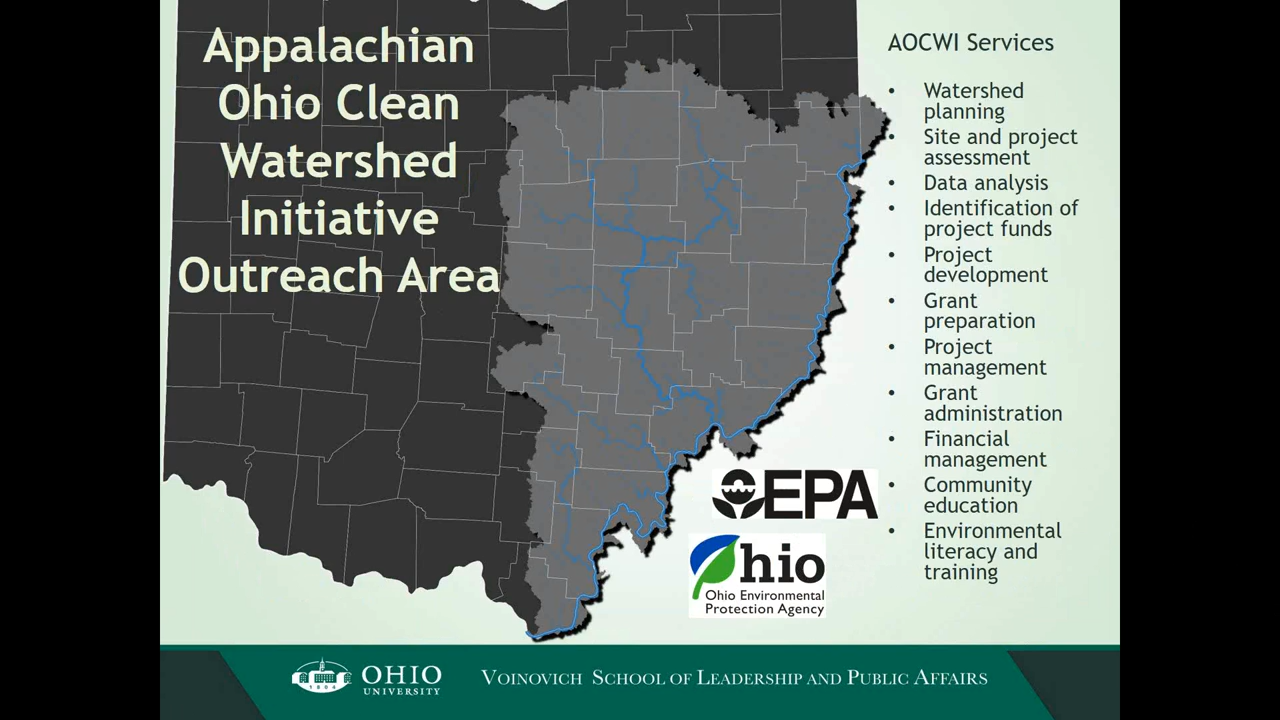 Appalachian
Ohio Clean
Watershed
Initiative
Outreach Area
AOCWI Services
• Watershed
planning
• Site and project
assessment
• Data analysis
• Identification of
project funds
• Project
development
• Grant
preparation
• Project
management
• Grant
administration
• Financial
management
• Community
education
• Environmental
literacy and
training
EPA
Ohio
Ohio Environmental
Protection Agency
1804
OHIO
UNIVERSITY
VOINOVICH SCHOOL OF LEADERSHIP AND PUBLIC AFFAIRS